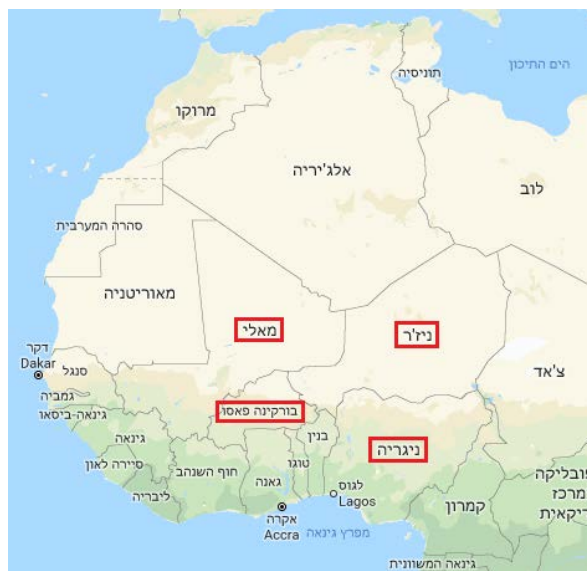 תוניסיה
הים התיכון
מרוקו
אלג'יריה
לוב
סהרה המערבית
מאוריטניה
מאלי
ניז'ר
צ'אד
דקר
Dakar
סנגל
גמביה
גינאה-ביסאו
בורקינה פאסו
גינאה
בנין
ניגריה
סיירה לאון
חוף השנהב
טוגו
גאנה
ליבריה
לגוס
Lagos
קמרון
ובליקה
מרכז
ריקאית
אקרה
Accra
מפרץ גינאה
גינאה המשוונית